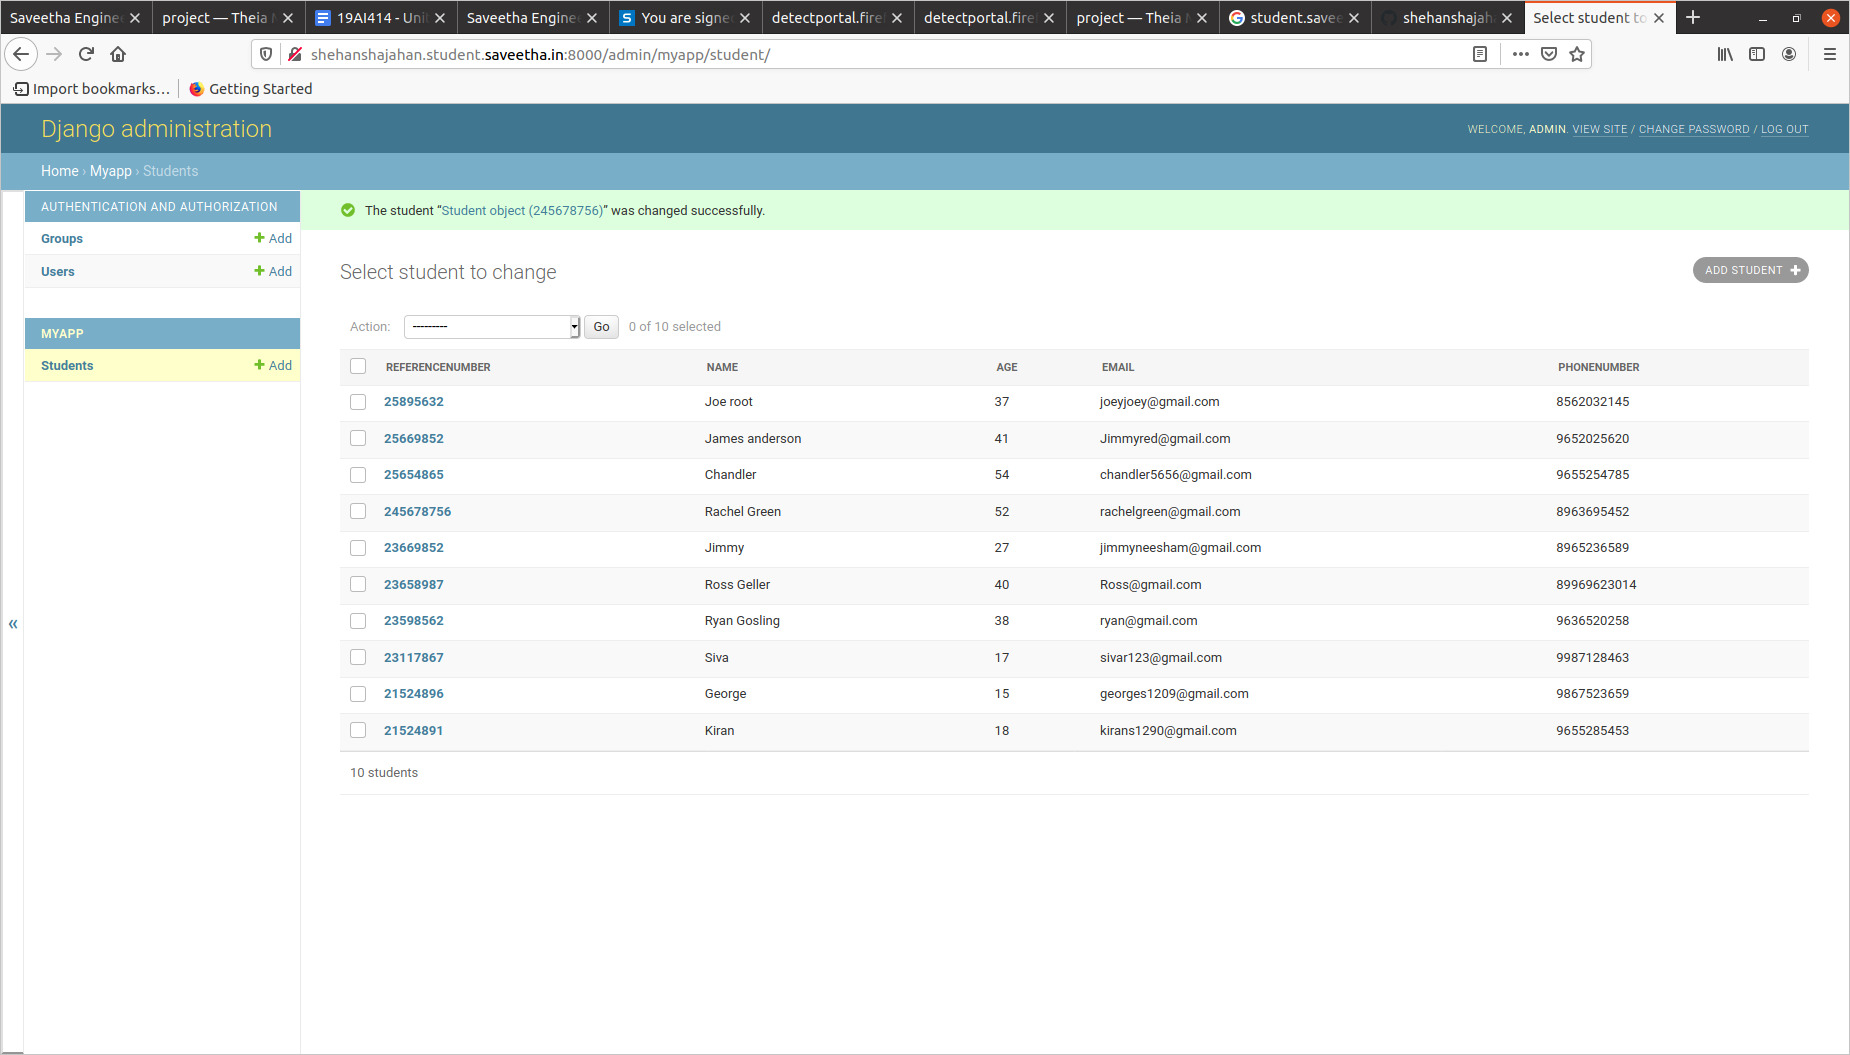 Saveetha Engine project — Theia M 19AI414 - Uni Saveetha Engine You are signe detectportal.firef detectportal.firef project — Theia M student.savee shehanshajah Select student to
shehanshajahan.student.saveetha.in:8000/admin/myapp/student/
Import bookmarks... Getting Started
Django administration
WELCOME, ADMIN. VIEW SITE / CHANGE PASSWORD / LOG OUT
Home › Myapp › Students
AUTHENTICATION AND AUTHORIZATION
Groups + Add
Users + Add
MYAPP
Students + Add
«
The student “Student object (245678756)” was changed successfully.
Select student to change
ADD STUDENT +
Action: --------- Go 0 of 10 selected
REFERENCENUMBER NAME AGE EMAIL PHONENUMBER
25895632 Joe root 37 joeyjoey@gmail.com 8562032145
25669852 James anderson 41 Jimmyred@gmail.com 9652025620
25654865 Chandler 54 chandler5656@gmail.com 9655254785
245678756 Rachel Green 52 rachelgreen@gmail.com 8963695452
23669852 Jimmy 27 jimmyneesham@gmail.com 8965236589
23658987 Ross Geller 40 Ross@gmail.com 89969623014
23598562 Ryan Gosling 38 ryan@gmail.com 9636520258
23117867 Siva 17 sivar123@gmail.com 9987128463
21524896 George 15 georges1209@gmail.com 9867523659
21524891 Kiran 18 kirans1290@gmail.com 9655285453
10 students